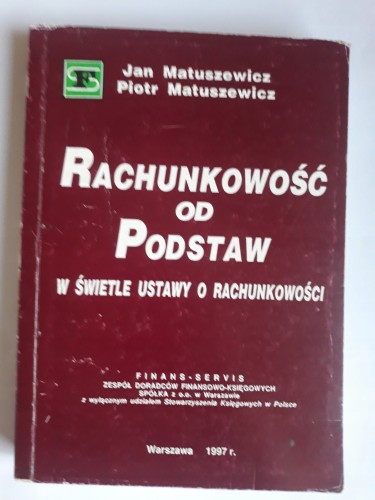 FS
Jan Matuszewicz
Piotr Matuszewicz
RACHUNKOWOŚĆ
OD
PODSTAW
W ŚWIETLE USTAWY O RACHUNKOWOŚCI
FINANS-SERVIS
ZESPÓŁ DORADCÓW FINANSOWO-KSIĘGOWYCH
SPÓŁKA z o.o. w Warszawie
z wyłącznym udziałem Stowarzyszenia Księgowych w Polsce
Warszawa 1997 r.